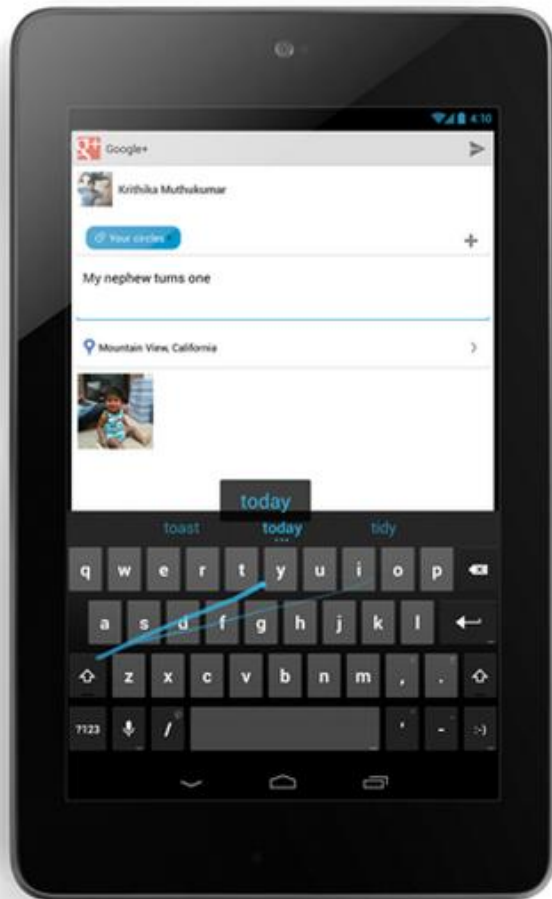 4:10
g+ Google+
Krithika Muthukumar
Your circles
+
My nephew turns one
Mountain View, California
today
toast today tidy
q w e r t y u i o p
a s d f g h j k l
z x c v b n m , .
?123 / ' - :-)